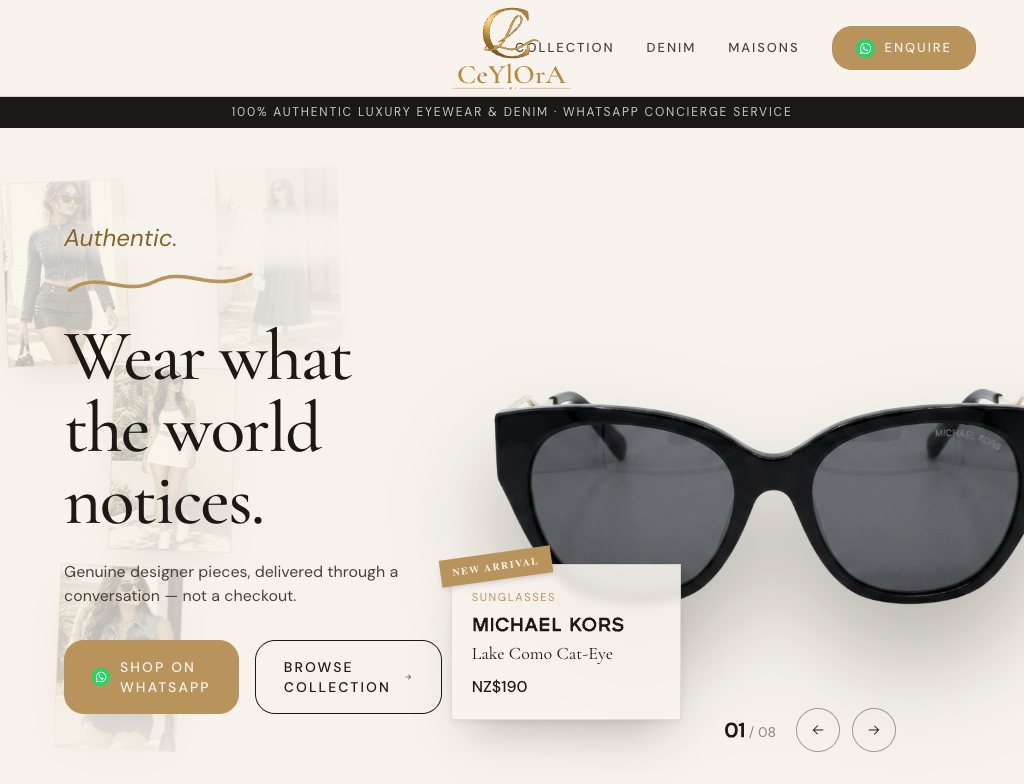 COLLECTION
DENIM
MAISONS
ENQUIRE
CeYlOrA
100% AUTHENTIC LUXURY EYEWEAR & DENIM · WHATSAPP CONCIERGE SERVICE
Authentic.
Wear what
the world
notices.
Genuine designer pieces, delivered through a
conversation — not a checkout.
SHOP ON
WHATSAPP
BROWSE
COLLECTION →
MICHAEL KORS
NEW ARRIVAL
SUNGLASSES
MICHAEL KORS
Lake Como Cat-Eye
NZ$190
01 / 08
← →